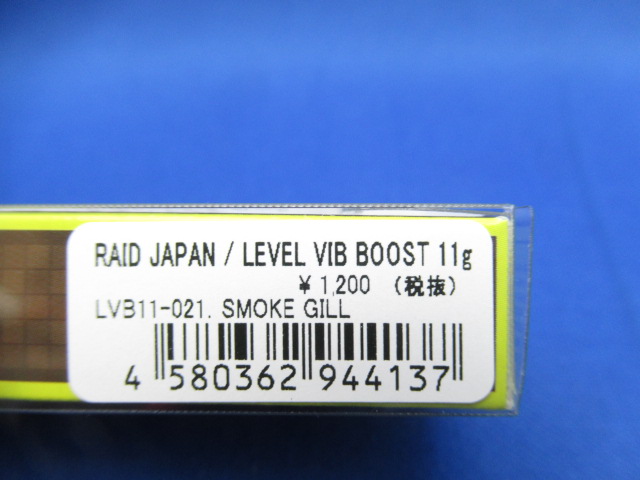 RAID JAPAN / LEVEL VIB BOOST 11g
¥1,200 (税抜)
LVB11-021. SMOKE GILL
4 580362 944137